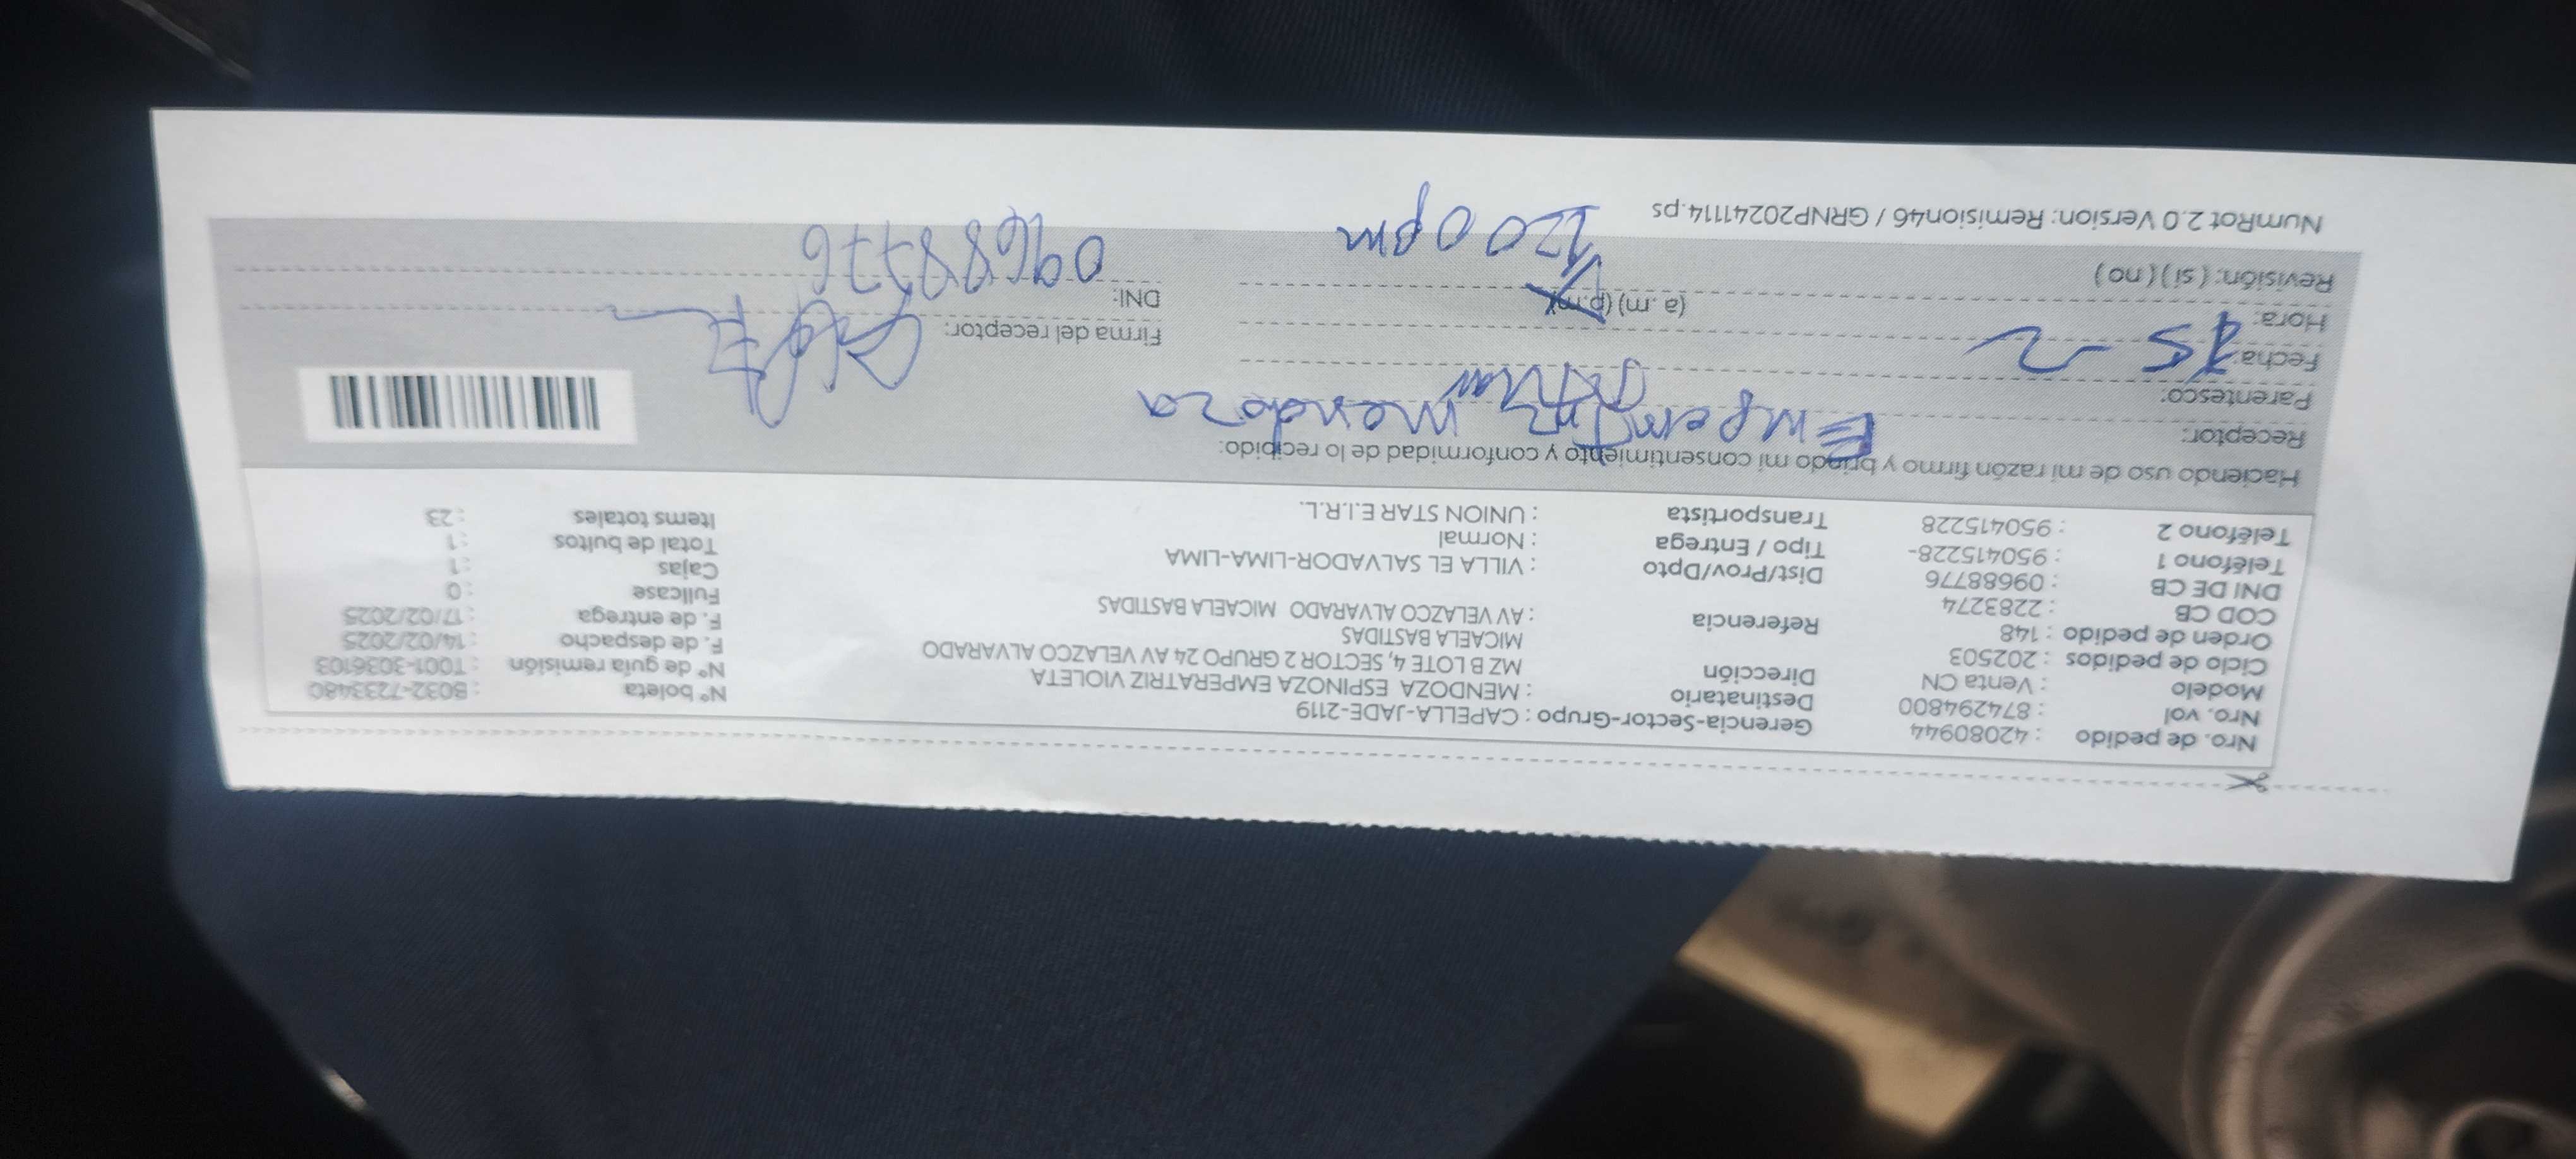 Nro. de pedido : 42080944 Gerencia-Sector-Grupo : CAPELLA-JADE-2119 N° boleta : B032-7233480
Nro. vol : 874294800 Destinatario : MENDOZA ESPINOZA EMPERATRIZ VIOLETA N° de guía remisión : T001-3036103
Modelo : Venta CN Dirección MZ B LOTE 4, SECTOR 2 GRUPO 24 AV VELAZCO ALVARADO F. de despacho : 14/02/2025
Ciclo de pedidos : 202503 MICAELA BASTIDAS F. de entrega : 17/02/2025
Orden de pedido : 148 Referencia : AV VELAZCO ALVARADO MICAELA BASTIDAS Fullcase : 0
COD CB : 2283274 Dist/Prov/Dpto : VILLA EL SALVADOR-LIMA-LIMA Cajas : 1
DNI DE CB : 09688776 Tipo / Entrega : Normal Total de bultos : 1
Teléfono 1 : 950415228- Transportista : UNION STAR E.I.R.L. Items totales : 23
Teléfono 2 : 950415228
Haciendo uso de mi razón firmo y brindo mi consentimiento y conformidad de lo recibido:
Receptor: Emperatriz Mendoza
Parentesco: Titular
Fecha: 15 - 2 Firma del receptor:
Hora: (a. m) (p.m) DNI: 09688776
Revisión: (si) (no) 1200pm
NumRot 2.0 Version: Remision46 / GRNP20241114.ps